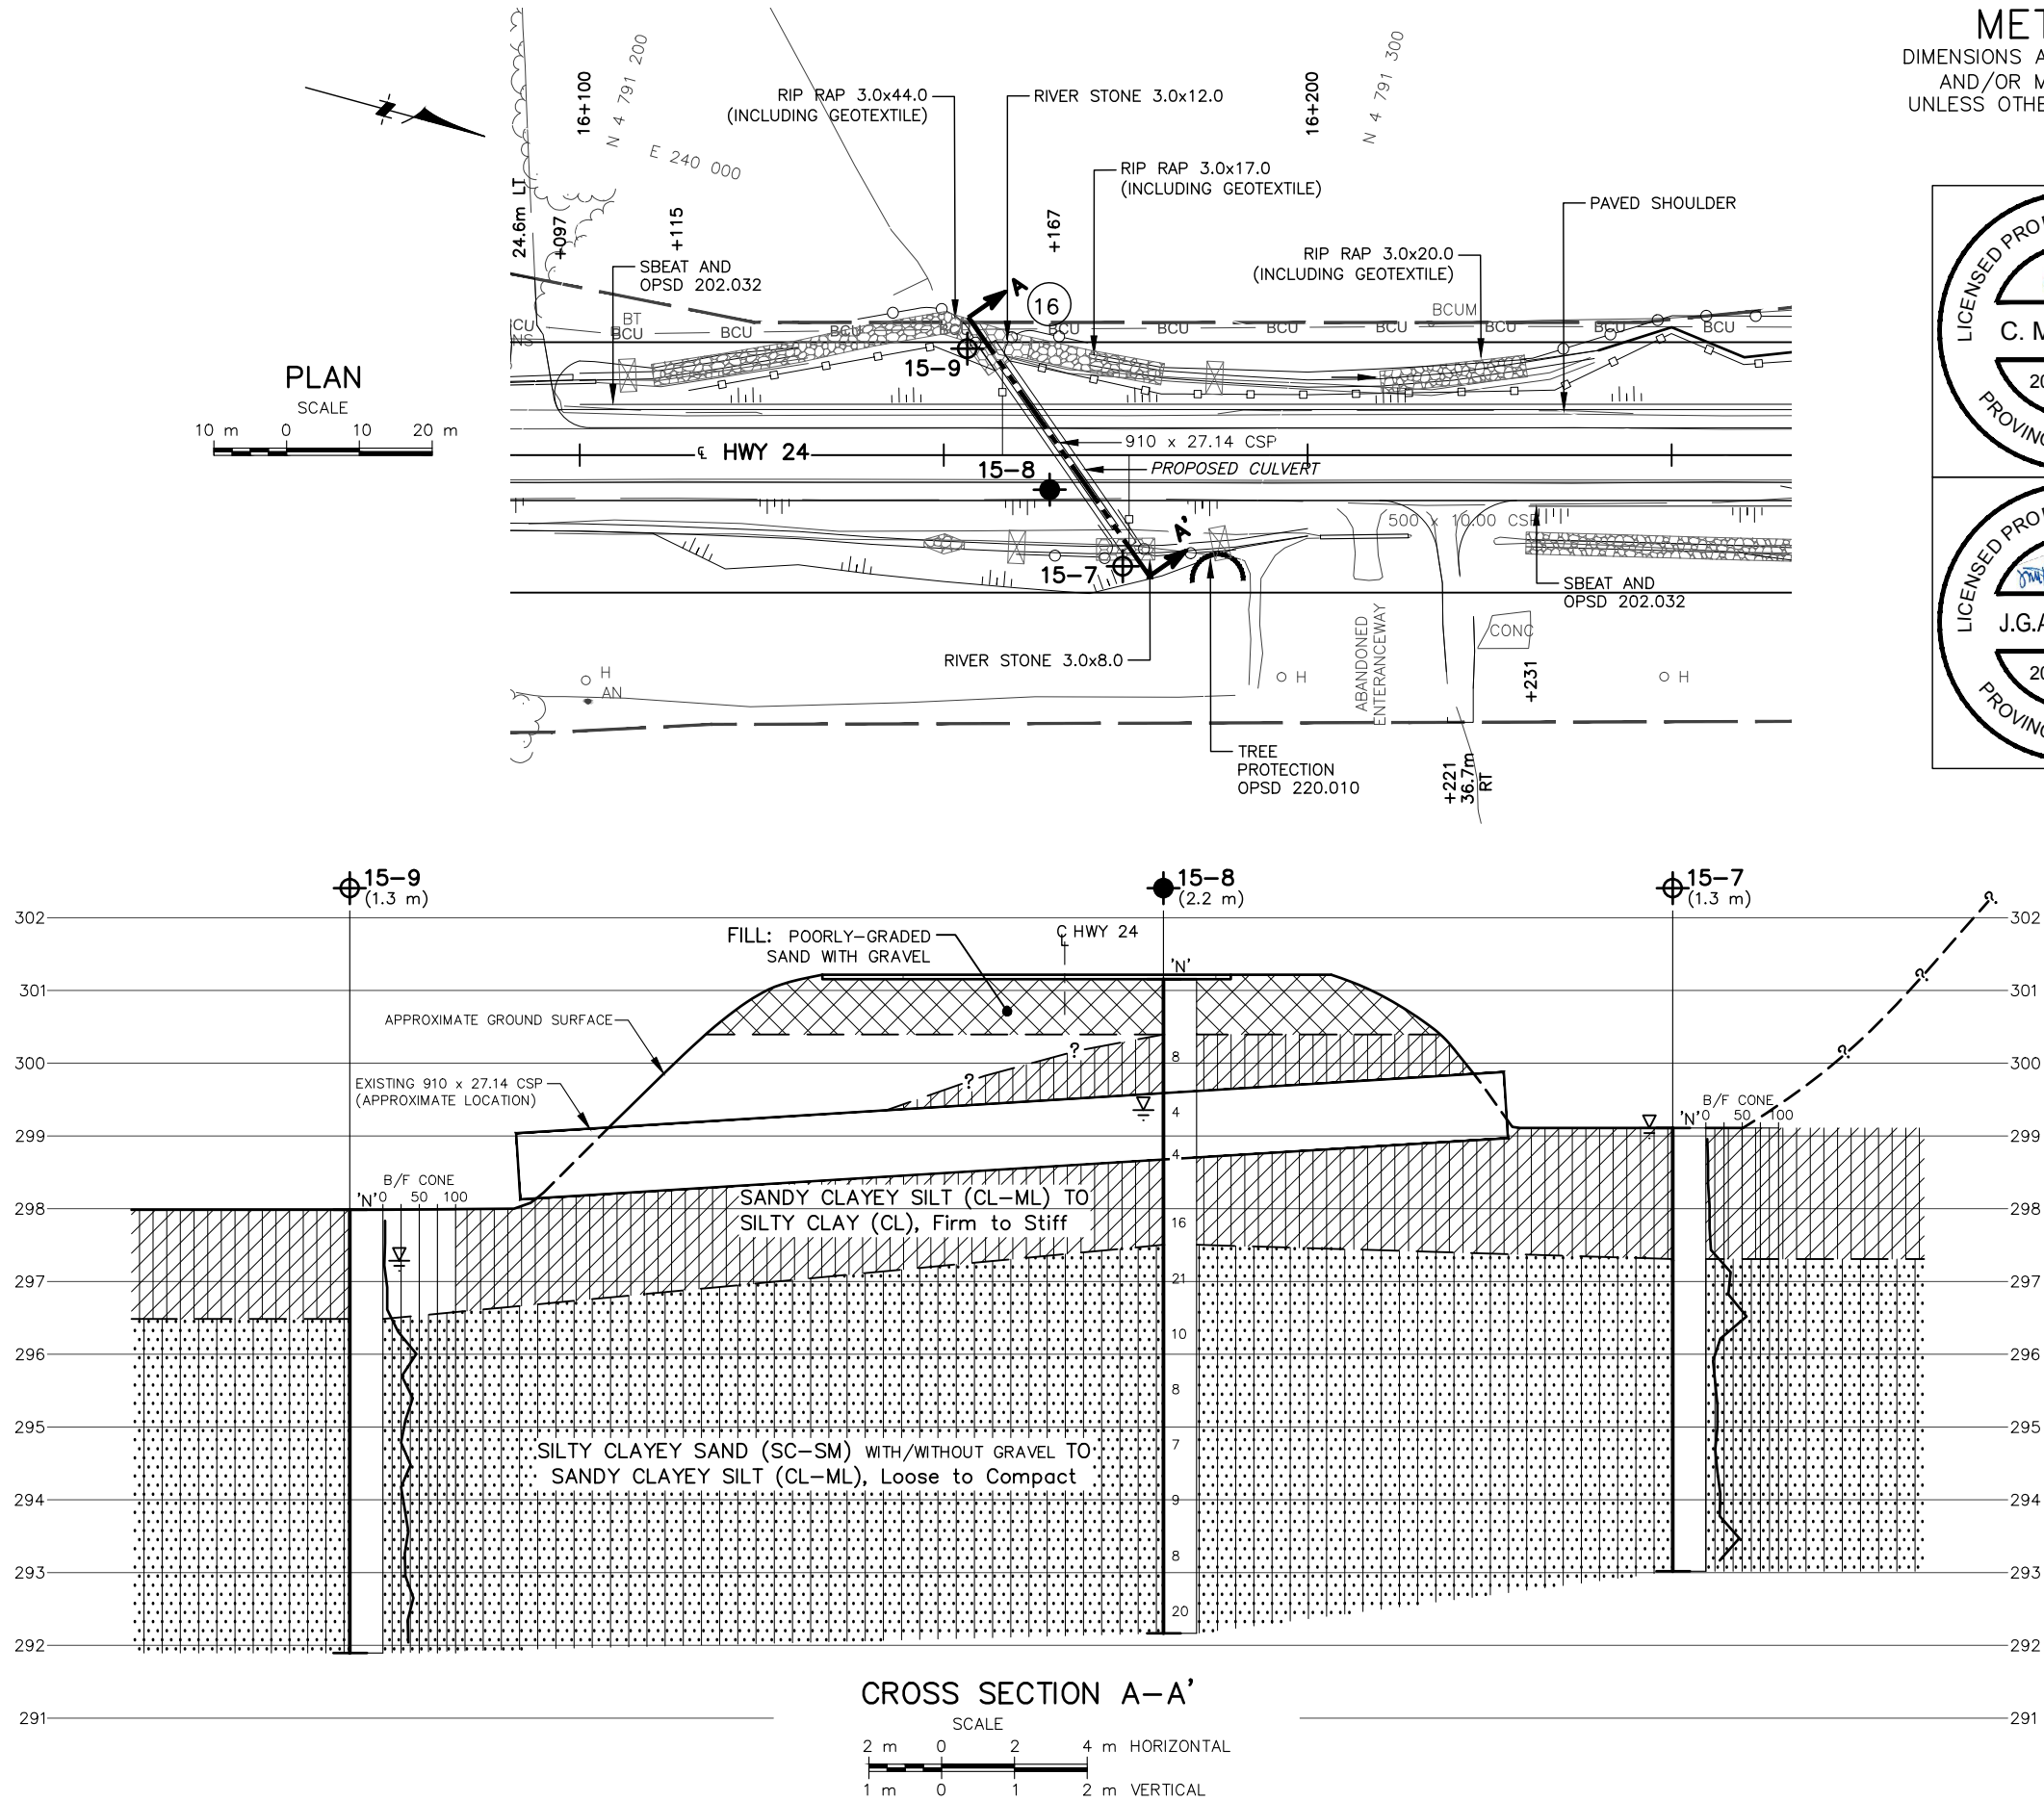 MET
DIMENSIONS A
AND/OR M
UNLESS OTHE
16+100
N 4 791 200
E 240 000
RIP RAP 3.0x44.0
(INCLUDING GEOTEXTILE)
RIVER STONE 3.0x12.0
16+200
N 4 791 300
RIP RAP 3.0x17.0
(INCLUDING GEOTEXTILE)
PAVED SHOULDER
24.6m LT
+097
+115
+167
SBEAT AND
OPSD 202.032
RIP RAP 3.0x20.0
(INCLUDING GEOTEXTILE)
A
16
BCUM
BT
CU
NS
BCU
BCU
BCU
BCU
BCU
BCU
BCU
BCU
BCU
BCU
15-9
PLAN
SCALE
10 m 0 10 20 m
HWY 24
910 x 27.14 CSP
PROPOSED CULVERT
15-8
500 x 10.00 CSP
A'
15-7
SBEAT AND
OPSD 202.032
RIVER STONE 3.0x8.0
ABANDONED
ENTERANCEWAY
CONC
+231
H
AN
H
H
TREE
PROTECTION
OPSD 220.010
+221
36.7m
RT
LICENSED PRO
C. M
20
PROVINC
LICENSED PRO
J.G.A
20
PROVINC
15-9
(1.3 m)
15-8
(2.2 m)
15-7
(1.3 m)
302
302
FILL: POORLY-GRADED
SAND WITH GRAVEL
CL HWY 24
'N'
?
?
?
?
301
301
APPROXIMATE GROUND SURFACE
300
300
?
?
8
EXISTING 910 x 27.14 CSP
(APPROXIMATE LOCATION)
4
B/F CONE
'N' 0 50 100
299
299
4
B/F CONE
'N' 0 50 100
SANDY CLAYEY SILT (CL-ML) TO
SILTY CLAY (CL), Firm to Stiff
298
298
16
297
297
21
10
296
296
8
295
295
7
SILTY CLAYEY SAND (SC-SM) WITH/WITHOUT GRAVEL TO
SANDY CLAYEY SILT (CL-ML), Loose to Compact
294
294
9
8
293
293
20
292
292
CROSS SECTION A-A'
291
291
SCALE
2 m 0 2 4 m HORIZONTAL
1 m 0 1 2 m VERTICAL